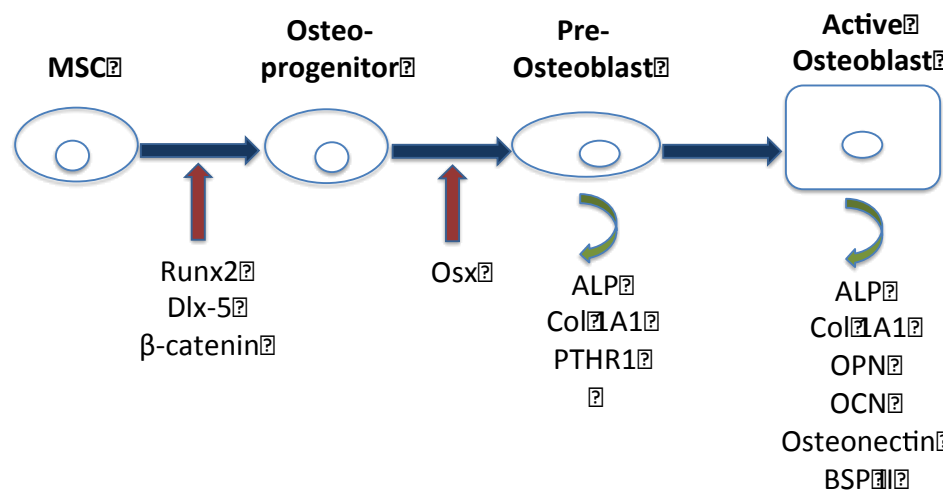 MSC
Osteo-
progenitor
Pre-
Osteoblast
Active
Osteoblast
Runx2
Dlx-5
β-catenin
Osx
ALP
Col 1A1
PTHR1
ALP
Col 1A1
OPN
OCN
Osteonectin
BSP II